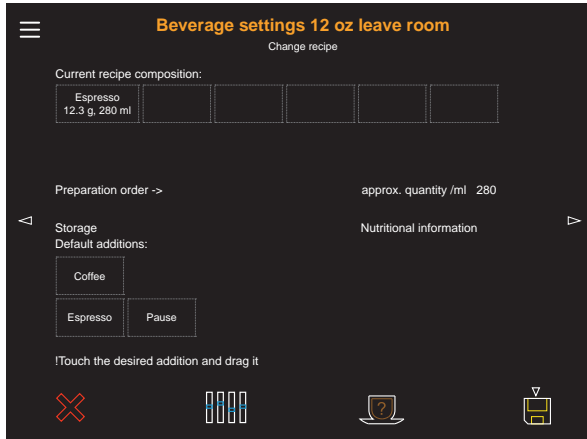 Beverage settings 12 oz leave room
Change recipe
Current recipe composition:
Espresso
12.3 g, 280 ml
Preparation order -> approx. quantity /ml 280
Storage Nutritional information
Default additions:
Coffee
Espresso Pause
!Touch the desired addition and drag it
?